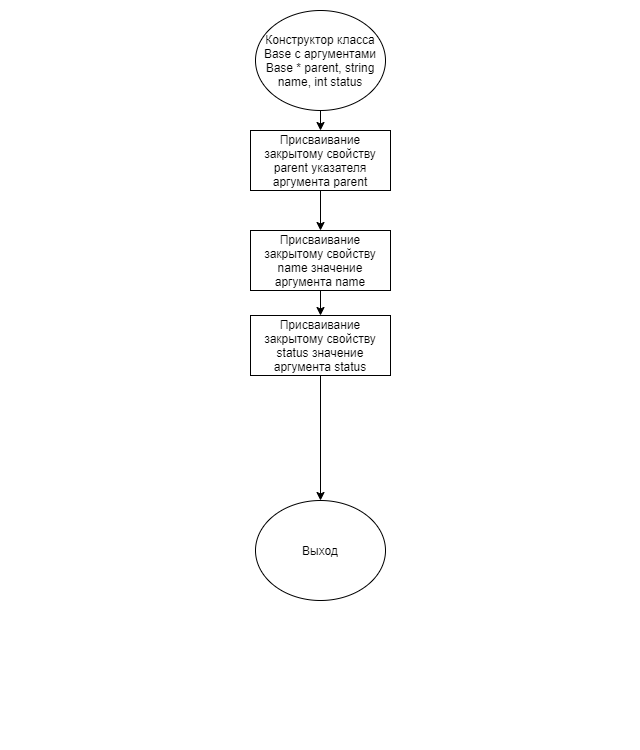 Конструктор класса
Base с аргументами
Base * parent, string
name, int status
Присваивание
закрытому свойству
parent указателя
аргумента parent
Присваивание
закрытому свойству
name значение
аргумента name
Присваивание
закрытому свойству
status значение
аргумента status
Выход